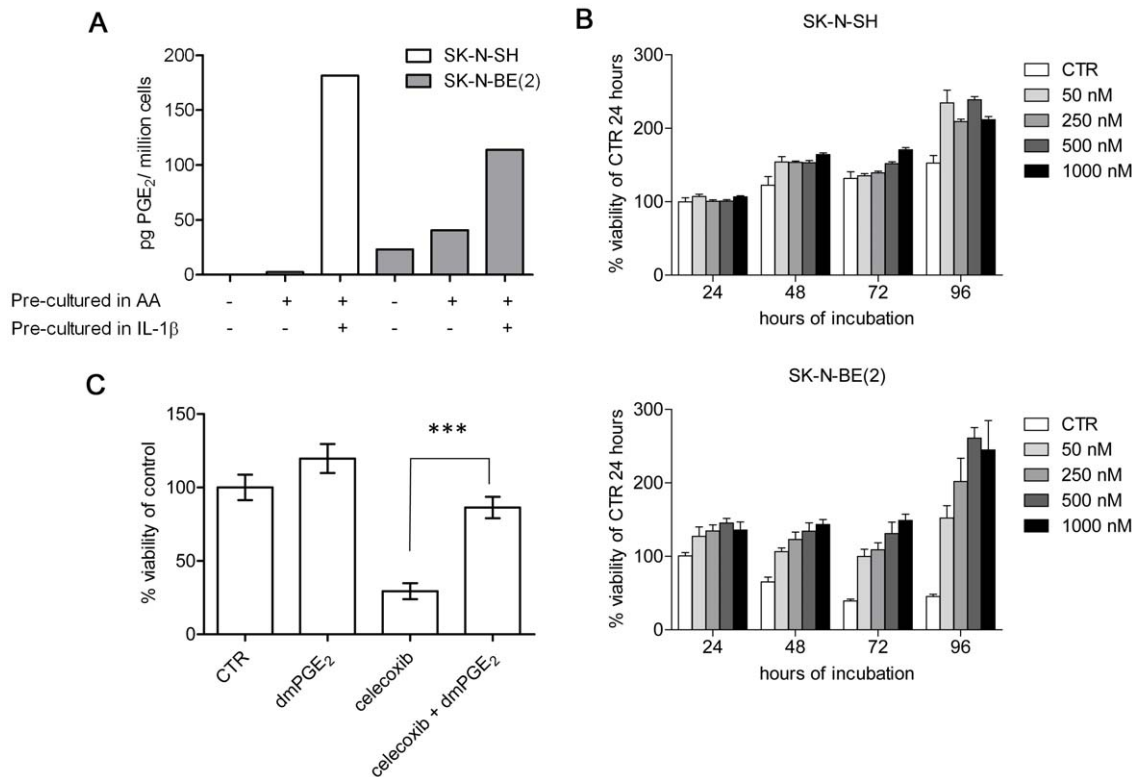 A
SK-N-SH
SK-N-BE(2)
pg PGE₂/ million cells
200
150
100
50
0
Pre-cultured in AA - + + - + +
Pre-cultured in IL-1β - - + - - +
B
SK-N-SH
% viability of CTR 24 hours
300
200
100
0
24 48 72 96
hours of incubation
CTR
50 nM
250 nM
500 nM
1000 nM
SK-N-BE(2)
% viability of CTR 24 hours
300
200
100
0
24 48 72 96
hours of incubation
CTR
50 nM
250 nM
500 nM
1000 nM
C
% viability of control
150
100
50
0
***
CTR
dmPGE₂
celecoxib
celecoxib + dmPGE₂